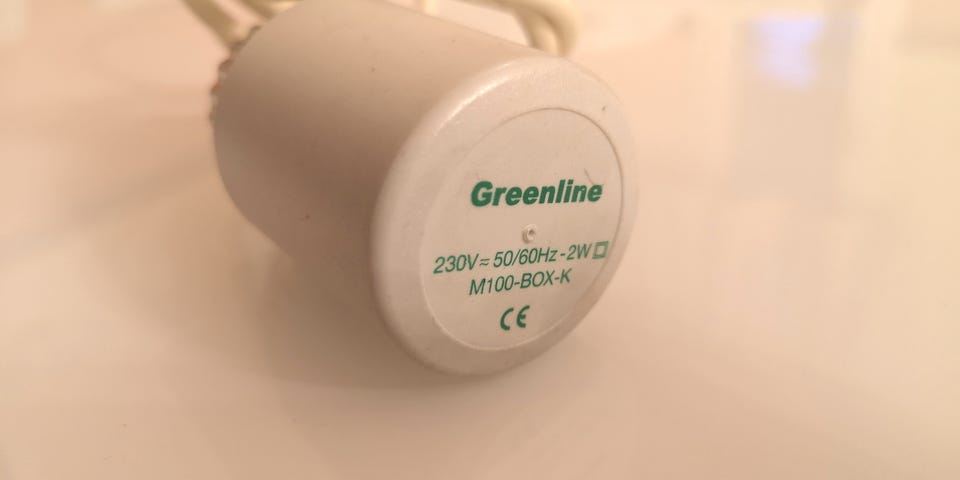 Greenline
230V≂50/60Hz-2W
M100-BOX-K
CE